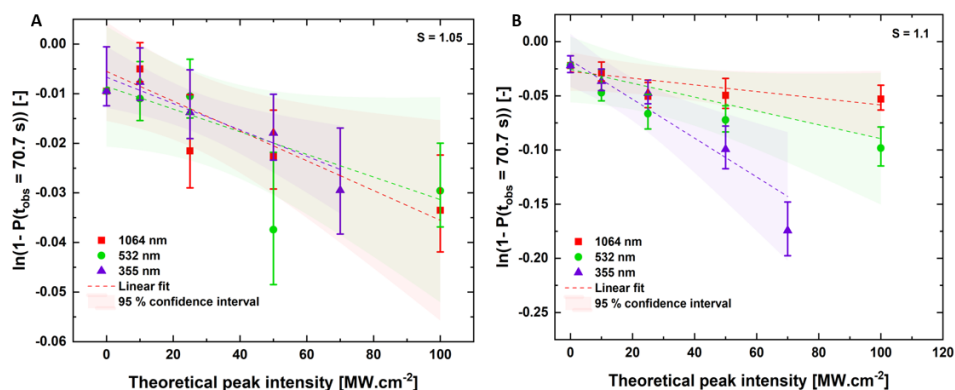 A
S = 1.05
0.00
-0.01
-0.02
-0.03
-0.04
-0.05
-0.06
ln(1- P(t_obs = 70.7 s)) [-]
1064 nm
532 nm
355 nm
Linear fit
95 % confidence interval
0 20 40 60 80 100
Theoretical peak intensity [MW.cm⁻²]
B
S = 1.1
0.00
-0.05
-0.10
-0.15
-0.20
-0.25
ln(1- P(t_obs = 70.7 s)) [-]
1064 nm
532 nm
355 nm
Linear fit
95 % confidence interval
0 20 40 60 80 100 120
Theoretical peak intensity [MW.cm⁻²]